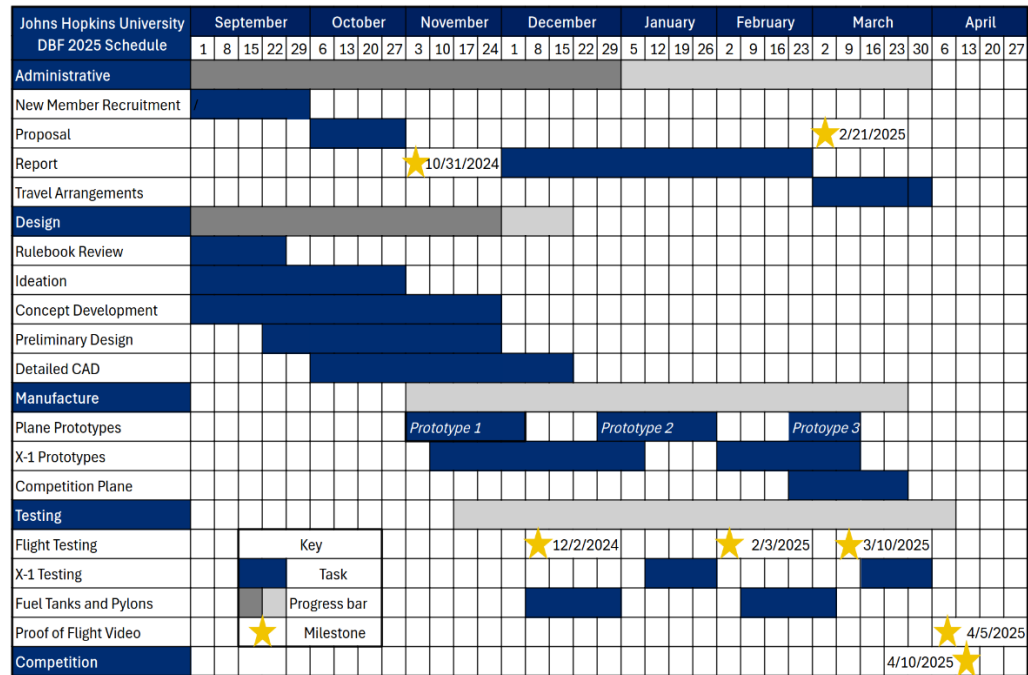 Johns Hopkins University September October November December January February March April
DBF 2025 Schedule 1 8 15 22 29 6 13 20 27 3 10 17 24 1 8 15 22 29 5 12 19 26 2 9 16 23 2 9 16 23 30 6 13 20 27
Administrative
New Member Recruitment /
Proposal 2/21/2025
Report 10/31/2024
Travel Arrangements
Design
Rulebook Review
Ideation
Concept Development
Preliminary Design
Detailed CAD
Manufacture
Plane Prototypes Prototype 1 Prototype 2 Protoype 3
X-1 Prototypes
Competition Plane
Testing
Flight Testing Key 12/2/2024 2/3/2025 3/10/2025
X-1 Testing Task
Fuel Tanks and Pylons Progress bar
Proof of Flight Video Milestone 4/5/2025
Competition 4/10/2025